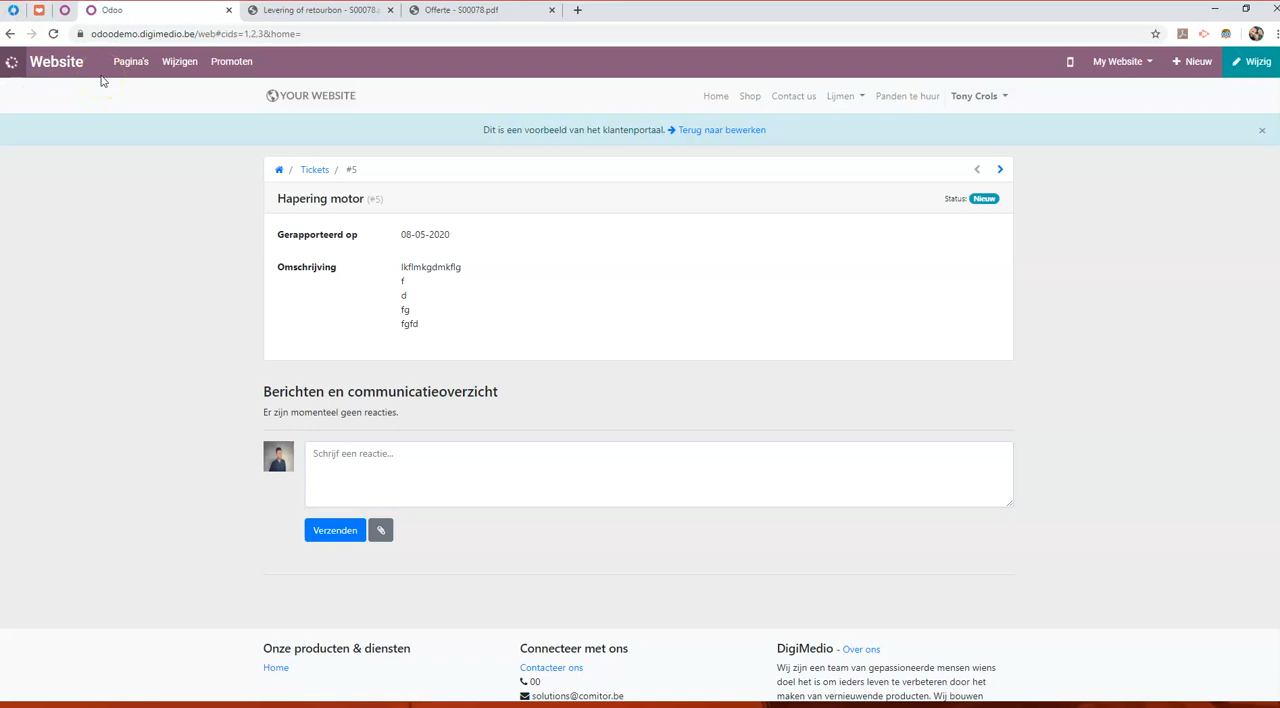 Odoo
Levering of retourbon - S00078.
Offerte - S00078.pdf
odoodemo.digimedio.be/web#cids=1,2,3&home=
Website
Pagina's
Wijzigen
Promoten
My Website
Nieuw
Wijzig
YOUR WEBSITE
Home
Shop
Contact us
Lijmen
Panden te huur
Tony Crols
Dit is een voorbeeld van het klantenportaal.
Terug naar bewerken
×
/ Tickets / #5
Hapering motor (#5)
Status: Nieuw
Gerapporteerd op
08-05-2020
Omschrijving
lkflmkgdmkflg
f
d
fg
fgfd
Berichten en communicatieoverzicht
Er zijn momenteel geen reacties.
Schrijf een reactie...
Verzenden
Onze producten & diensten
Home
Connecteer met ons
Contacteer ons
00
solutions@comitor.be
DigiMedio - Over ons
Wij zijn een team van gepassioneerde mensen wiens
doel het is om ieders leven te verbeteren door het
maken van vernieuwende producten. Wij bouwen